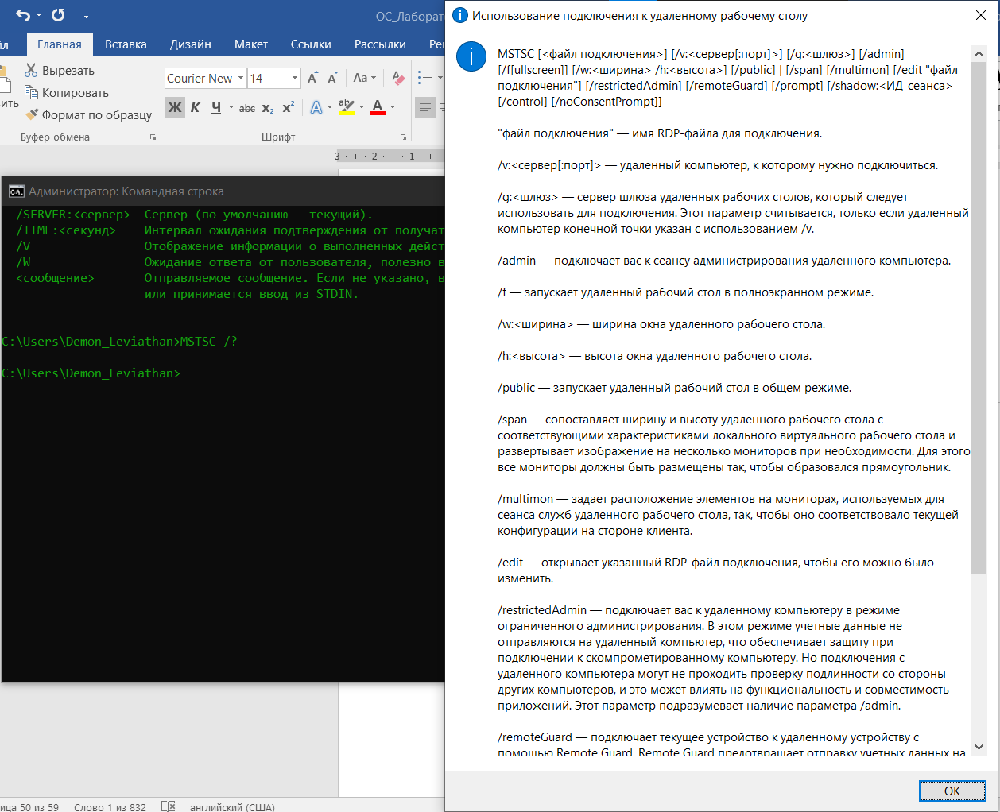 ОС_Лаборат
Главная
Вставка
Дизайн
Макет
Ссылки
Рассылки
Вырезать
Копировать
Формат по образцу
Буфер обмена
Courier New
14
Aa
Ж К Ч abc x₂ x²
A
Шрифт
3 · ı · 2 · ı · 1 · ı ·
Администратор: Командная строка
/SERVER:<сервер> Сервер (по умолчанию - текущий).
/TIME:<секунд> Интервал ожидания подтверждения от получат
/V Отображение информации о выполненных дейст
/W Ожидание ответа от пользователя, полезно в
<сообщение> Отправляемое сообщение. Если не указано, в
или принимается ввод из STDIN.
C:\Users\Demon_Leviathan>MSTSC /?
C:\Users\Demon_Leviathan>
Использование подключения к удаленному рабочему столу
MSTSC [<файл подключения>] [/v:<сервер[:порт]>] [/g:<шлюз>] [/admin]
[/f[ullscreen]] [/w:<ширина> /h:<высота>] [/public] | [/span] [/multimon] [/edit "файл
подключения"] [/restrictedAdmin] [/remoteGuard] [/prompt] [/shadow:<ИД_сеанса>
[/control] [/noConsentPrompt]]
"файл подключения" — имя RDP-файла для подключения.
/v:<сервер[:порт]> — удаленный компьютер, к которому нужно подключиться.
/g:<шлюз> — сервер шлюза удаленных рабочих столов, который следует
использовать для подключения. Этот параметр считывается, только если удаленный
компьютер конечной точки указан с использованием /v.
/admin — подключает вас к сеансу администрирования удаленного компьютера.
/f — запускает удаленный рабочий стол в полноэкранном режиме.
/w:<ширина> — ширина окна удаленного рабочего стола.
/h:<высота> — высота окна удаленного рабочего стола.
/public — запускает удаленный рабочий стол в общем режиме.
/span — сопоставляет ширину и высоту удаленного рабочего стола с
соответствующими характеристиками локального виртуального рабочего стола и
развертывает изображение на несколько мониторов при необходимости. Для этого
все мониторы должны быть размещены так, чтобы образовался прямоугольник.
/multimon — задает расположение элементов на мониторах, используемых для
сеанса служб удаленного рабочего стола, так, чтобы оно соответствовало текущей
конфигурации на стороне клиента.
/edit — открывает указанный RDP-файл подключения, чтобы его можно было
изменить.
/restrictedAdmin — подключает вас к удаленному компьютеру в режиме
ограниченного администрирования. В этом режиме учетные данные не
отправляются на удаленный компьютер, что обеспечивает защиту при
подключении к скомпрометированному компьютеру. Но подключения с
удаленного компьютера могут не проходить проверку подлинности со стороны
других компьютеров, и это может влиять на функциональность и совместимость
приложений. Этот параметр подразумевает наличие параметра /admin.
/remoteGuard — подключает текущее устройство к удаленному устройству с
помощью Remote Guard. Remote Guard предотвращает отправку учетных данных на
OK
ица 50 из 59
Слово 1 из 832
английский (США)